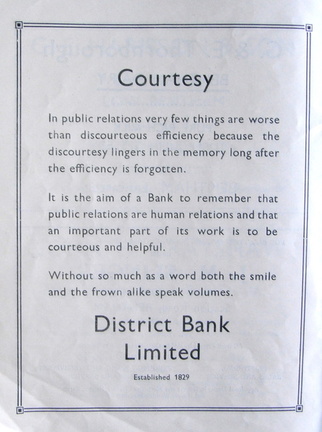 Courtesy
In public relations very few things are worse
than discourteous efficiency because the
discourtesy lingers in the memory long after
the efficiency is forgotten.
It is the aim of a Bank to remember that
public relations are human relations and that
an important part of its work is to be
courteous and helpful.
Without so much as a word both the smile
and the frown alike speak volumes.
District Bank
Limited
Established 1829